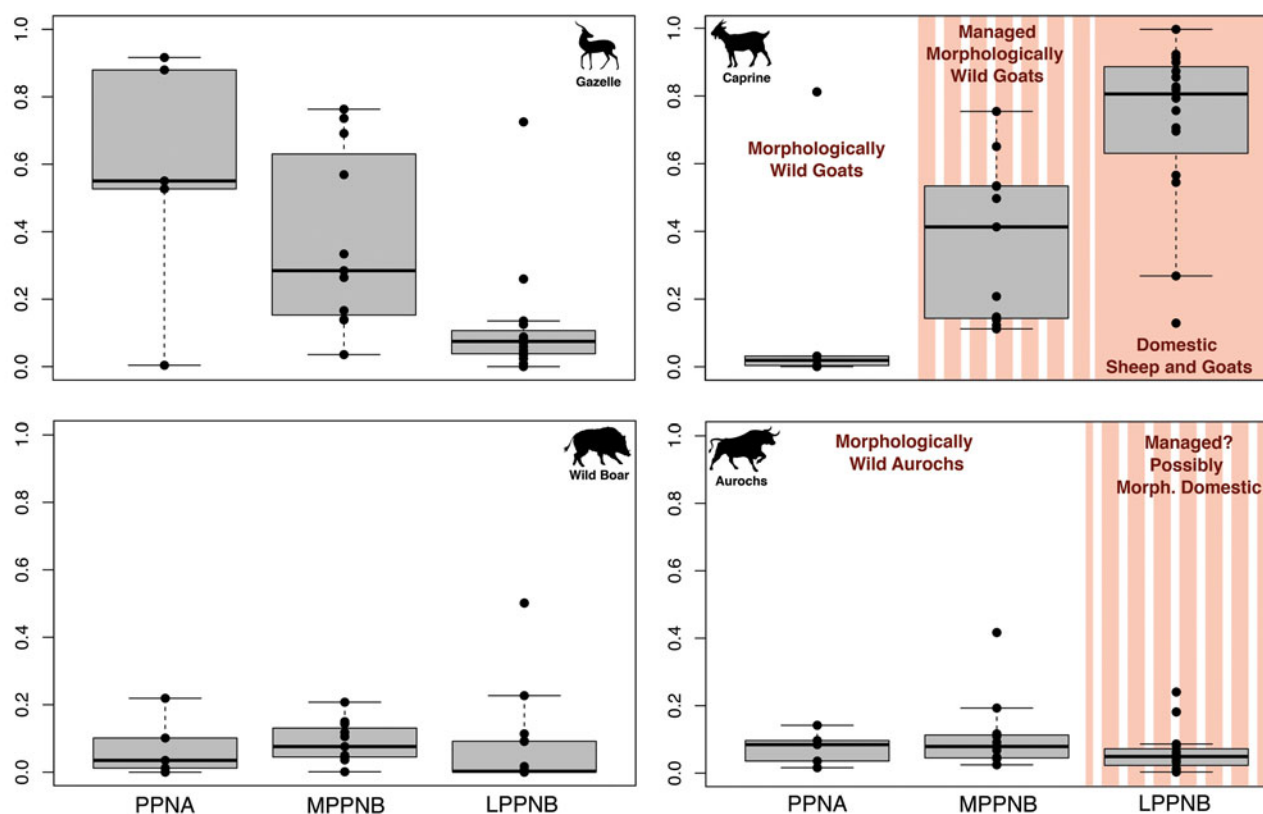 1.0
0.8
0.6
0.4
0.2
0.0
Gazelle
1.0
0.8
0.6
0.4
0.2
0.0
Caprine
Morphologically
Wild Goats
Managed
Morphologically
Wild Goats
Domestic
Sheep and Goats
1.0
0.8
0.6
0.4
0.2
0.0
Wild Boar
PPNA
MPPNB
LPPNB
1.0
0.8
0.6
0.4
0.2
0.0
Aurochs
Morphologically
Wild Aurochs
Managed?
Possibly
Morph. Domestic
PPNA
MPPNB
LPPNB